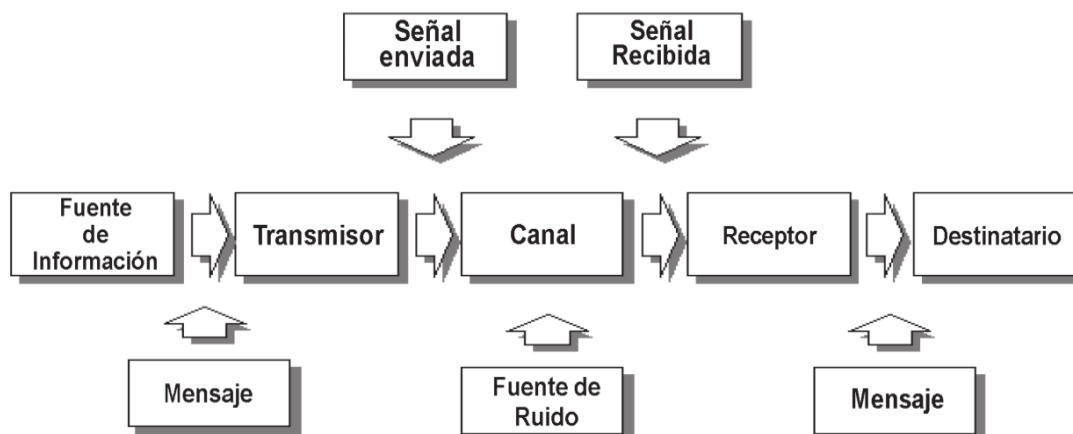 Señal
enviada
Señal
Recibida
Fuente
de
Información
Transmisor
Canal
Receptor
Destinatario
Mensaje
Fuente de
Ruido
Mensaje